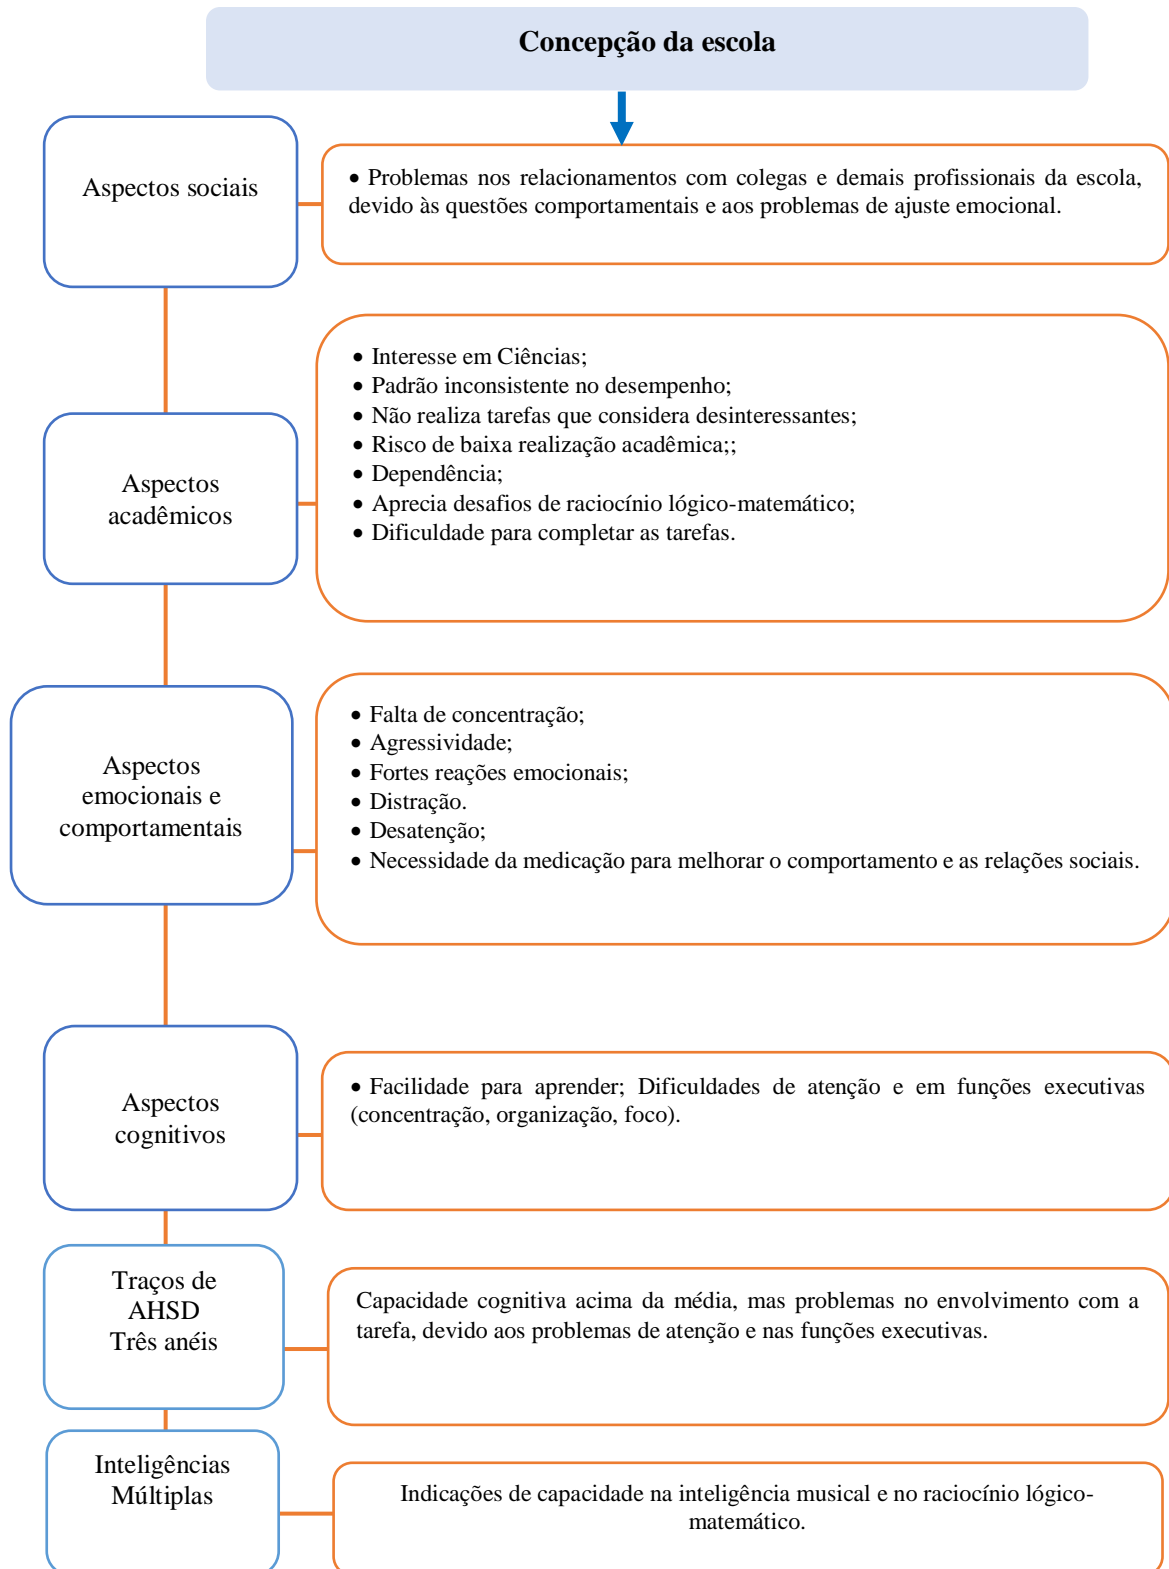 Concepção da escola
Aspectos sociais
• Problemas nos relacionamentos com colegas e demais profissionais da escola,
devido às questões comportamentais e aos problemas de ajuste emocional.
Aspectos
acadêmicos
• Interesse em Ciências;
• Padrão inconsistente no desempenho;
• Não realiza tarefas que considera desinteressantes;
• Risco de baixa realização acadêmica;;
• Dependência;
• Aprecia desafios de raciocínio lógico-matemático;
• Dificuldade para completar as tarefas.
Aspectos
emocionais e
comportamentais
• Falta de concentração;
• Agressividade;
• Fortes reações emocionais;
• Distração.
• Desatenção;
• Necessidade da medicação para melhorar o comportamento e as relações sociais.
Aspectos
cognitivos
• Facilidade para aprender; Dificuldades de atenção e em funções executivas
(concentração, organização, foco).
Traços de
AHSD
Três anéis
Capacidade cognitiva acima da média, mas problemas no envolvimento com a
tarefa, devido aos problemas de atenção e nas funções executivas.
Inteligências
Múltiplas
Indicações de capacidade na inteligência musical e no raciocínio lógico-
matemático.